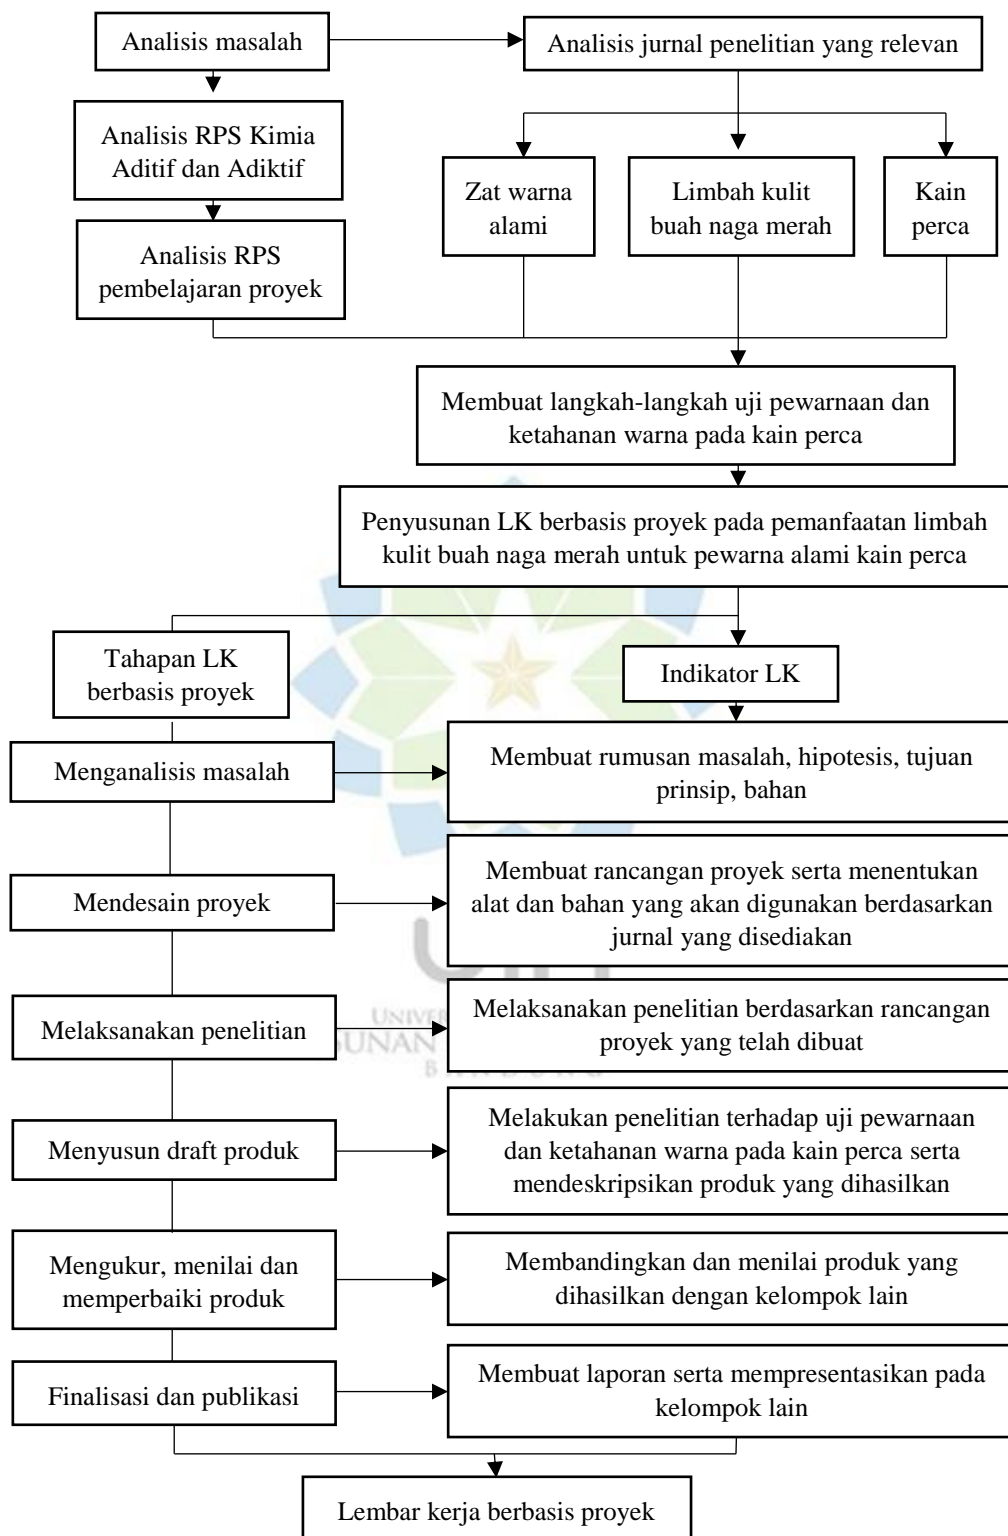 Analisis masalah
Analisis jurnal penelitian yang relevan
Analisis RPS Kimia
Aditif dan Adiktif
Zat warna
alami
Limbah kulit
buah naga merah
Kain
perca
Analisis RPS
pembelajaran proyek
Membuat langkah-langkah uji pewarnaan dan
ketahanan warna pada kain perca
Penyusunan LK berbasis proyek pada pemanfaatan limbah
kulit buah naga merah untuk pewarna alami kain perca
Tahapan LK
berbasis proyek
Indikator LK
Menganalisis masalah
Membuat rumusan masalah, hipotesis, tujuan
prinsip, bahan
Mendesain proyek
Membuat rancangan proyek serta menentukan
alat dan bahan yang akan digunakan berdasarkan
jurnal yang disediakan
Melaksanakan penelitian
Melaksanakan penelitian berdasarkan rancangan
proyek yang telah dibuat
Menyusun draft produk
Melakukan penelitian terhadap uji pewarnaan
dan ketahanan warna pada kain perca serta
mendeskripsikan produk yang dihasilkan
Mengukur, menilai dan
memperbaiki produk
Membandingkan dan menilai produk yang
dihasilkan dengan kelompok lain
Finalisasi dan publikasi
Membuat laporan serta mempresentasikan pada
kelompok lain
Lembar kerja berbasis proyek